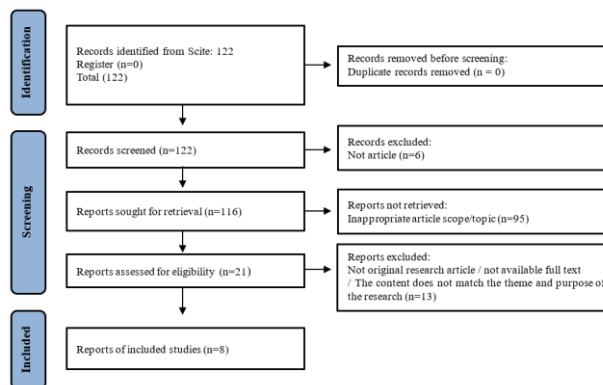 Identification
Records identified from Scite: 122
Register (n=0)
Total (122)
Records removed before screening:
Duplicate records removed (n = 0)
Screening
Records screened (n=122)
Records excluded:
Not article (n=6)
Reports sought for retrieval (n=116)
Reports not retrieved:
Inappropriate article scope/topic (n=95)
Reports assessed for eligibility (n=21)
Reports excluded:
Not original research article / not available full text
/ The content does not match the theme and purpose of
the research (n=13)
Included
Reports of included studies (n=8)